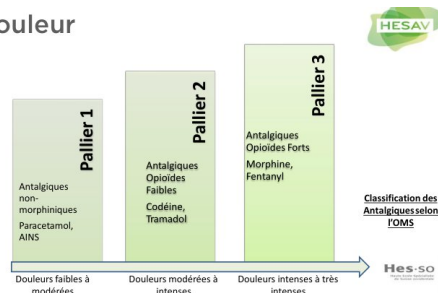 ouleur
HESAV
Pallier 1
Antalgiques
non-
morphiniques
Paracetamol,
AINS
Pallier 2
Antalgiques
Opioïdes
Faibles
Codéine,
Tramadol
Pallier 3
Antalgiques
Opioïdes Forts
Morphine,
Fentanyl
Classification des
Antalgiques selon
l'OMS
Douleurs faibles à
modérées
Douleurs modérées à
intenses
Douleurs intenses à très
intenses
Hes·so